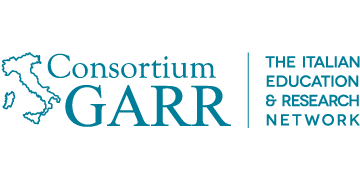 Consortium
GARR
THE ITALIAN
EDUCATION
& RESEARCH
NETWORK